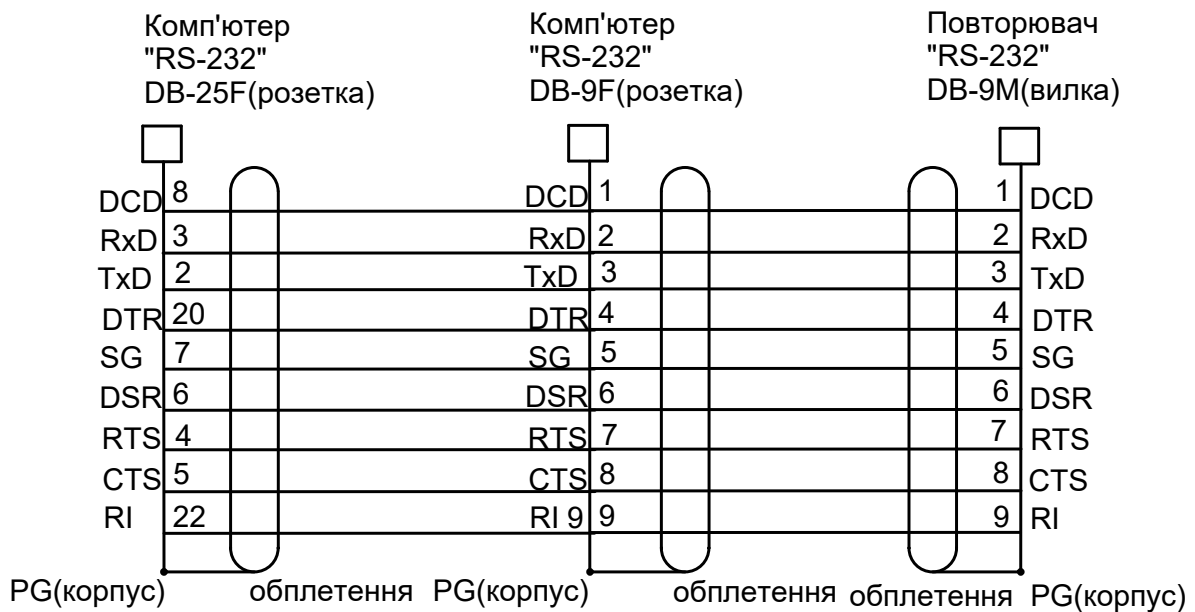 Комп'ютер
"RS-232"
DB-25F(розетка)
Комп'ютер
"RS-232"
DB-9F(розетка)
Повторювач
"RS-232"
DB-9M(вилка)
DCD 8 DCD 1 1 DCD
RxD 3 RxD 2 2 RxD
TxD 2 TxD 3 3 TxD
DTR 20 DTR 4 4 DTR
SG 7 SG 5 5 SG
DSR 6 DSR 6 6 DSR
RTS 4 RTS 7 7 RTS
CTS 5 CTS 8 8 CTS
RI 22 RI 9 9 9 RI
PG(корпус) обплетення PG(корпус) обплетення обплетення PG(корпус)